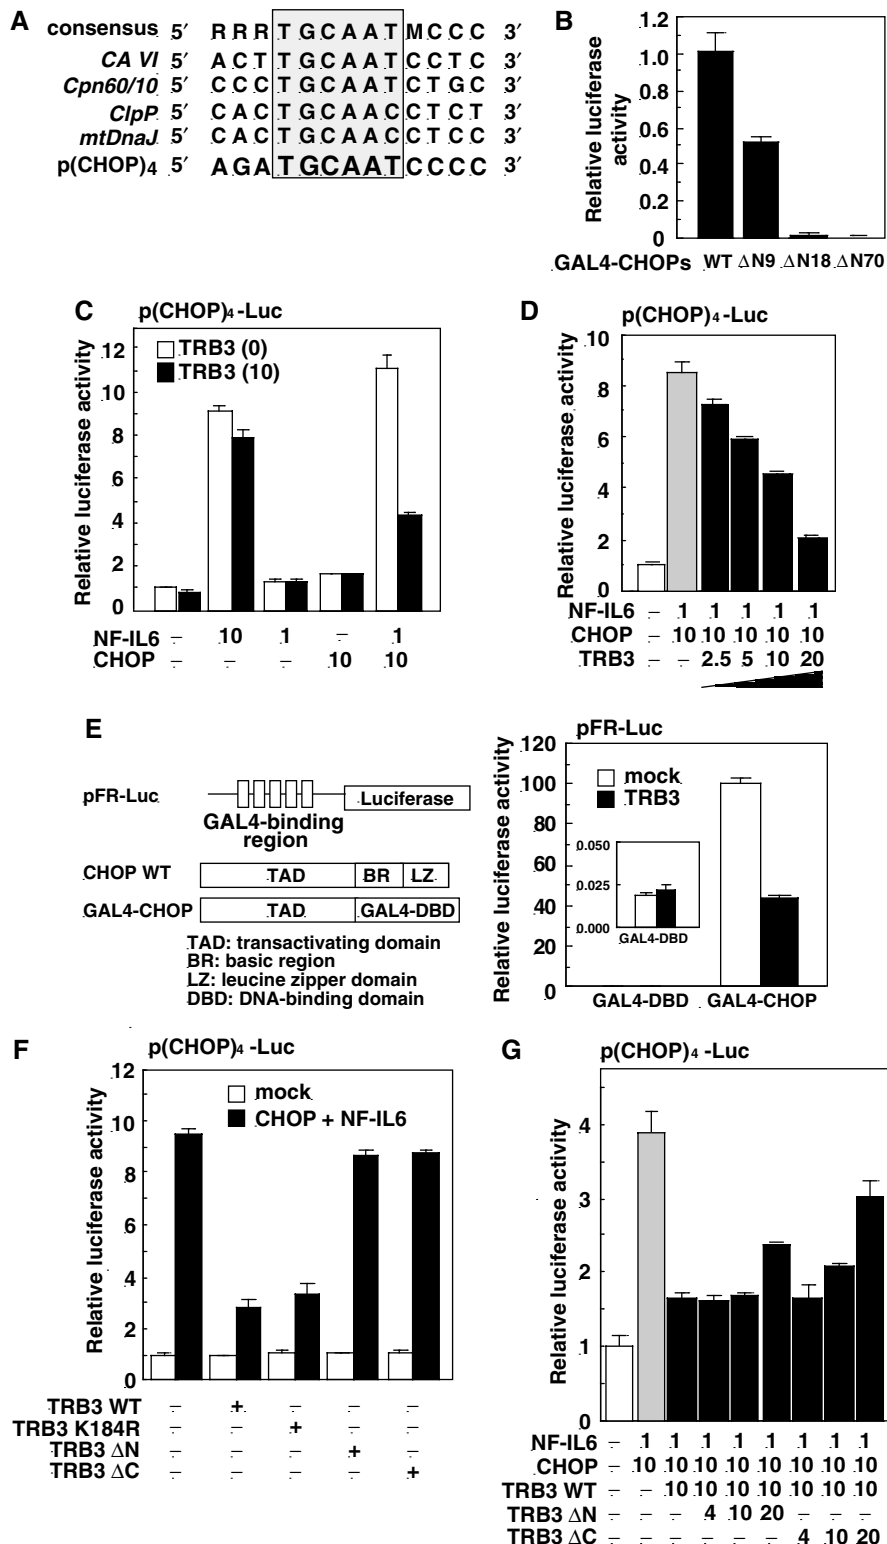 A
consensus 5′ R R R T G C A A T M C C C 3′
CA VI 5′ A C T T G C A A T C C T C 3′
Cpn60/10 5′ C C C T G C A A T C T G C 3′
ClpP 5′ C A C T G C A A C C T C T 3′
mtDnaJ 5′ C A C T G C A A C C T C C 3′
p(CHOP)4 5′ A G A T G C A A T C C C C 3′
B
Relative luciferase activity
1.2
1.0
0.8
0.6
0.4
0.2
0
GAL4-CHOPs WT ΔN9 ΔN18 ΔN70
C
p(CHOP)4 -Luc
Relative luciferase activity
12
10
8
6
4
2
0
TRB3 (0)
TRB3 (10)
NF-IL6 – 10 1 – 1
CHOP – – – 10 10
D
p(CHOP)4 -Luc
Relative luciferase activity
10
8
6
4
2
0
NF-IL6 – 1 1 1 1 1
CHOP – 10 10 10 10 10
TRB3 – – 2.5 5 10 20
E
pFR-Luc
Luciferase
GAL4-binding
region
CHOP WT TAD BR LZ
GAL4-CHOP TAD GAL4-DBD
TAD: transactivating domain
BR: basic region
LZ: leucine zipper domain
DBD: DNA-binding domain
pFR-Luc
Relative luciferase activity
120
100
80
60
40
20
0
mock
TRB3
0.050
0.025
0.000
GAL4-DBD
GAL4-DBD GAL4-CHOP
F
p(CHOP)4 -Luc
Relative luciferase activity
12
10
8
6
4
2
0
mock
CHOP + NF-IL6
TRB3 WT – + – – –
TRB3 K184R – – + – –
TRB3 ΔN – – – + –
TRB3 ΔC – – – – +
G
p(CHOP)4 -Luc
Relative luciferase activity
4
3
2
1
0
NF-IL6 – 1 1 1 1 1 1 1 1
CHOP – 10 10 10 10 10 10 10 10
TRB3 WT – – 10 10 10 10 10 10 10
TRB3 ΔN – – – 4 10 20 – – –
TRB3 ΔC – – – – – – 4 10 20